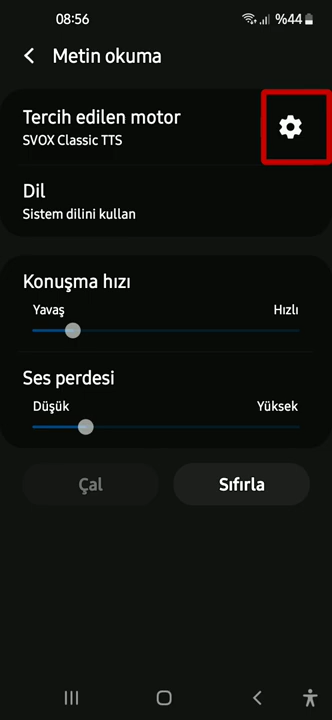 08:56
%44
Metin okuma
Tercih edilen motor
SVOX Classic TTS
Dil
Sistem dilini kullan
Konuşma hızı
Yavaş Hızlı
Ses perdesi
Düşük Yüksek
Çal Sıfırla